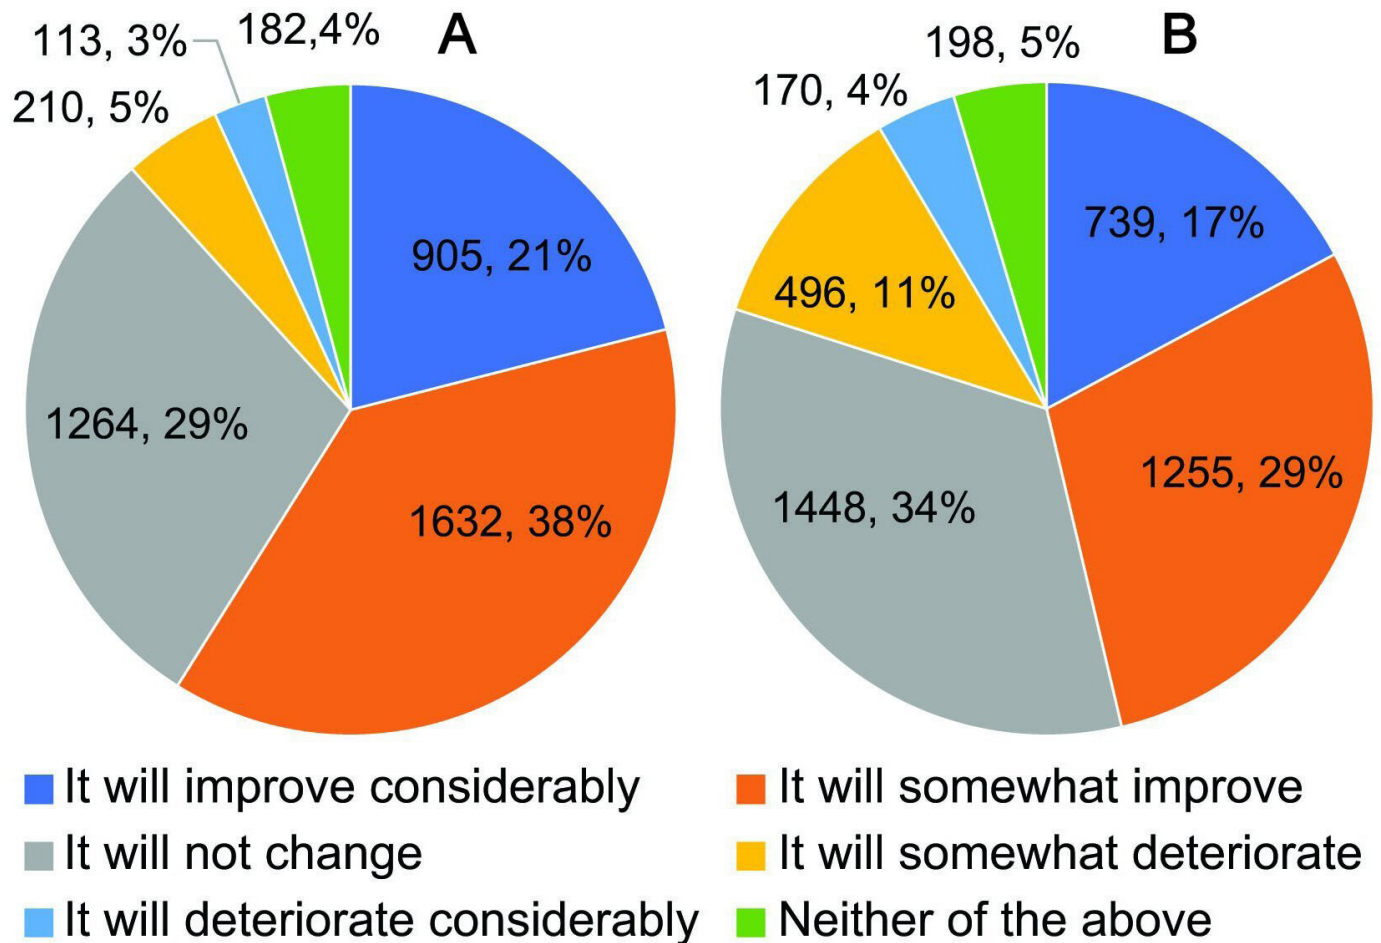 A
113, 3%
182,4%
210, 5%
905, 21%
1264, 29%
1632, 38%
B
198, 5%
170, 4%
739, 17%
496, 11%
1255, 29%
1448, 34%
It will improve considerably
It will somewhat improve
It will not change
It will somewhat deteriorate
It will deteriorate considerably
Neither of the above